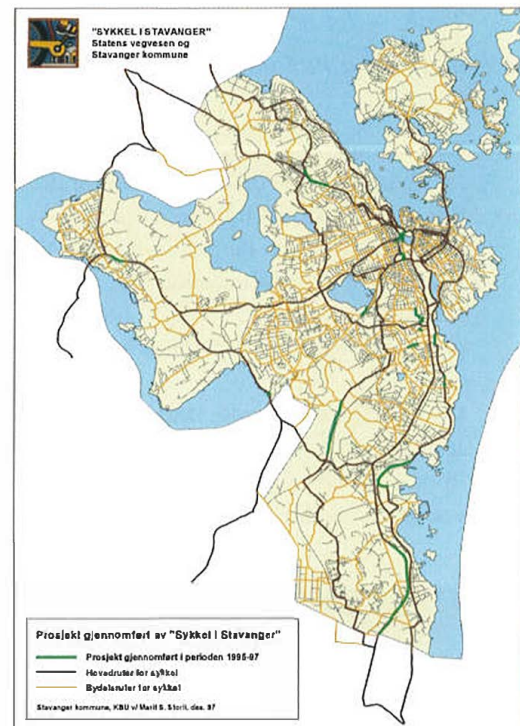 "SYKKEL I STAVANGER"
Statens vegvesen og
Stavanger kommune
Prosjekt gjennomført av "Sykkel i Stavanger"
Prosjekt gjennomført i perioden 1995-97
Hovedruter for sykkel
Bydelsruter for sykkel
Stavanger kommune, KBU v/ Marit S. Storli, des. 97